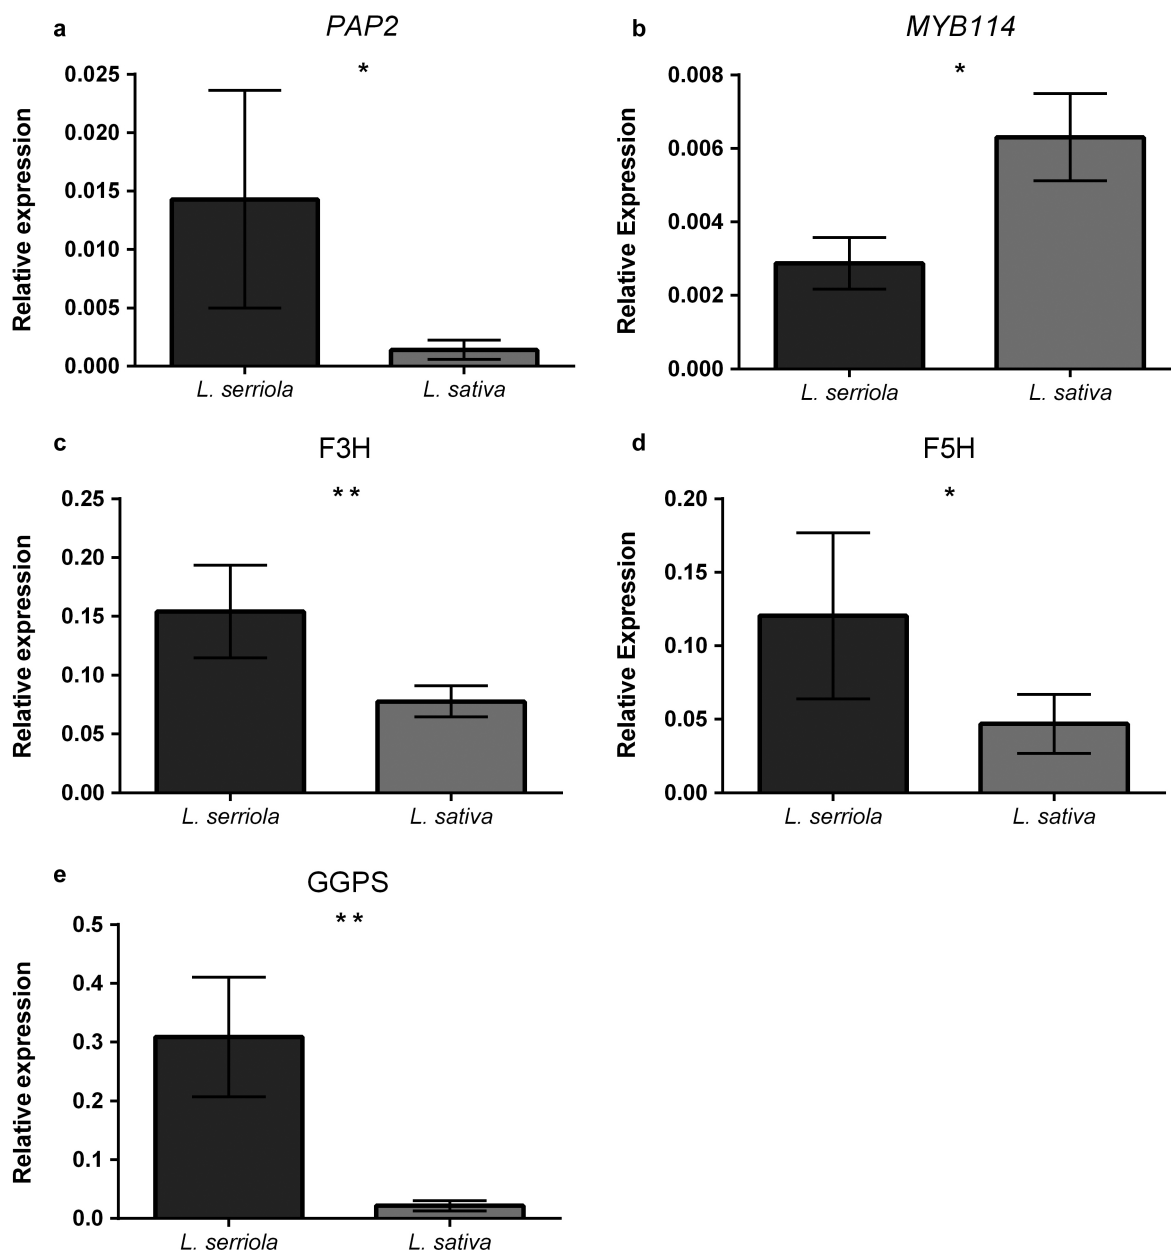 a
PAP2
*
Relative expression
0.025
0.020
0.015
0.010
0.005
0.000
L. serriola
L. sativa
b
MYB114
*
Relative Expression
0.008
0.006
0.004
0.002
0.000
L. serriola
L. sativa
c
F3H
**
Relative expression
0.25
0.20
0.15
0.10
0.05
0.00
L. serriola
L. sativa
d
F5H
*
Relative Expression
0.20
0.15
0.10
0.05
0.00
L. serriola
L. sativa
e
GGPS
**
Relative expression
0.5
0.4
0.3
0.2
0.1
0.0
L. serriola
L. sativa